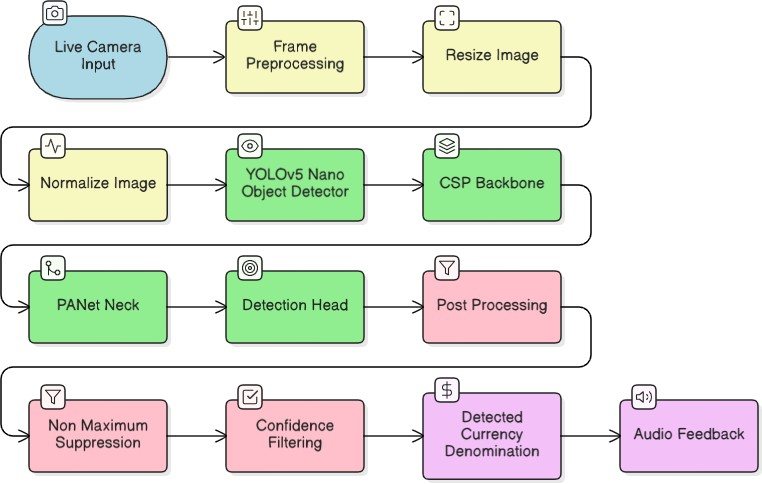 Live Camera
Input
Frame
Preprocessing
Resize Image
Normalize Image
YOLOv5 Nano
Object Detector
CSP Backbone
PANet Neck
Detection Head
Post Processing
Non Maximum
Suppression
Confidence
Filtering
Detected
Currency
Denomination
Audio Feedback